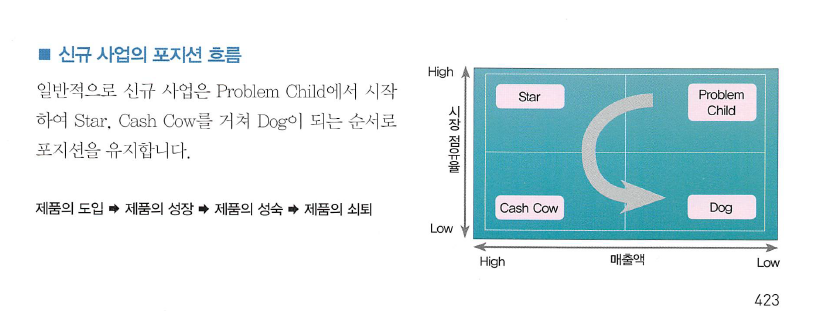 ■ 신규 사업의 포지션 흐름
일반적으로 신규 사업은 Problem Child에서 시작
하여 Star, Cash Cow를 거쳐 Dog이 되는 순서로
포지션을 유지합니다.
제품의 도입 ➡ 제품의 성장 ➡ 제품의 성숙 ➡ 제품의 쇠퇴
High
시장 점유율
Low
Star
Problem
Child
Cash Cow
Dog
High
매출액
Low
423